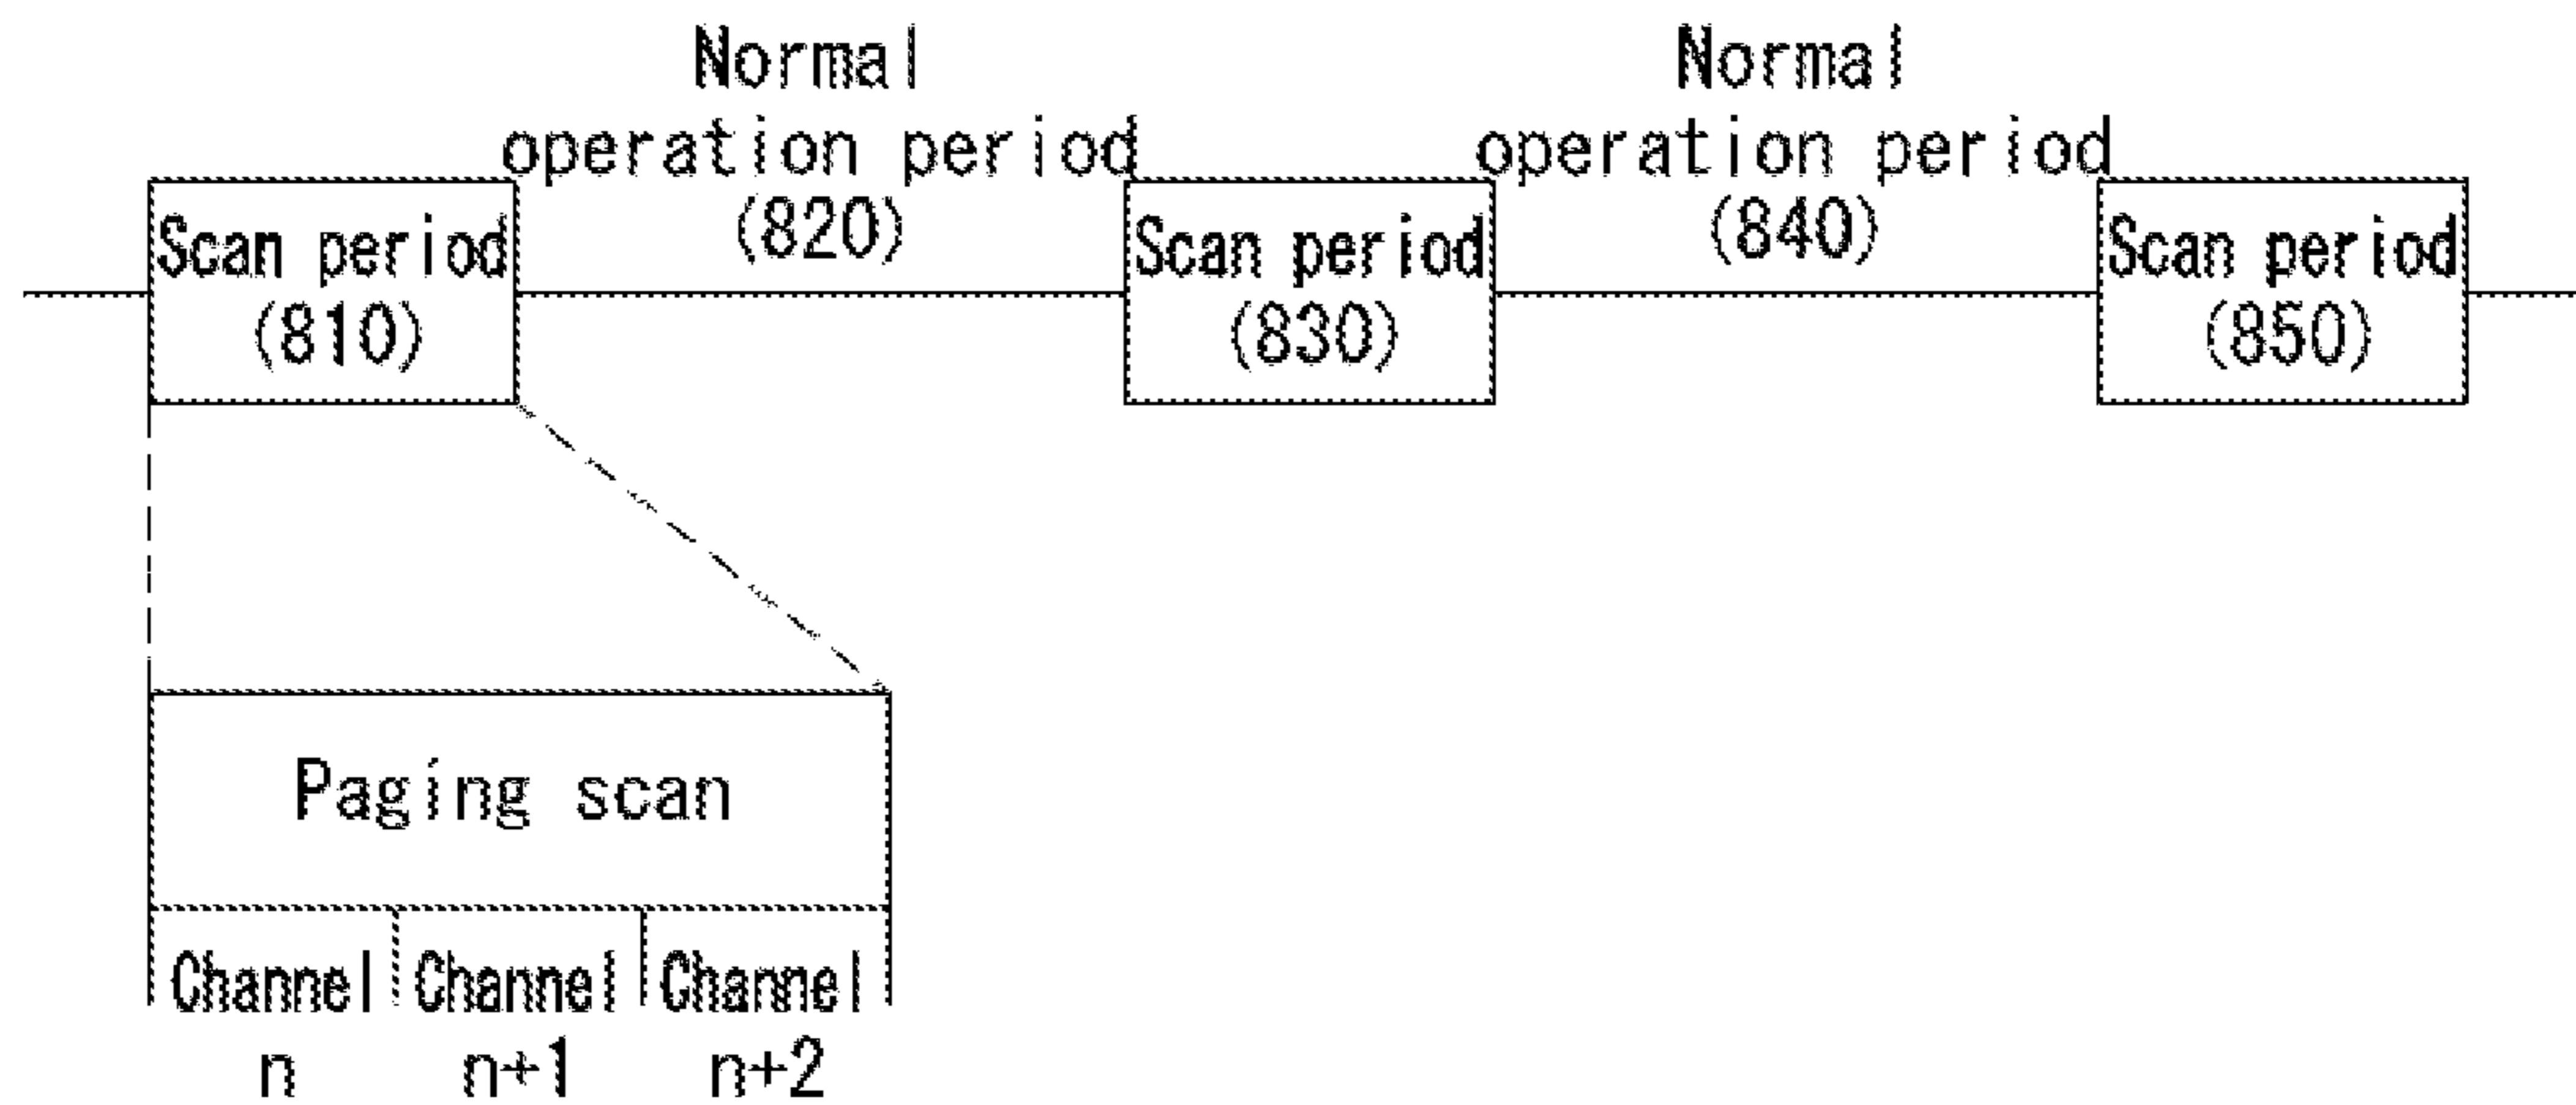 Normal
operation period
(820)
Normal
operation period
(840)
Scan period
(810)
Scan period
(830)
Scan period
(850)
Paging scan
Channel
n
Channel
n+1
Channel
n+2